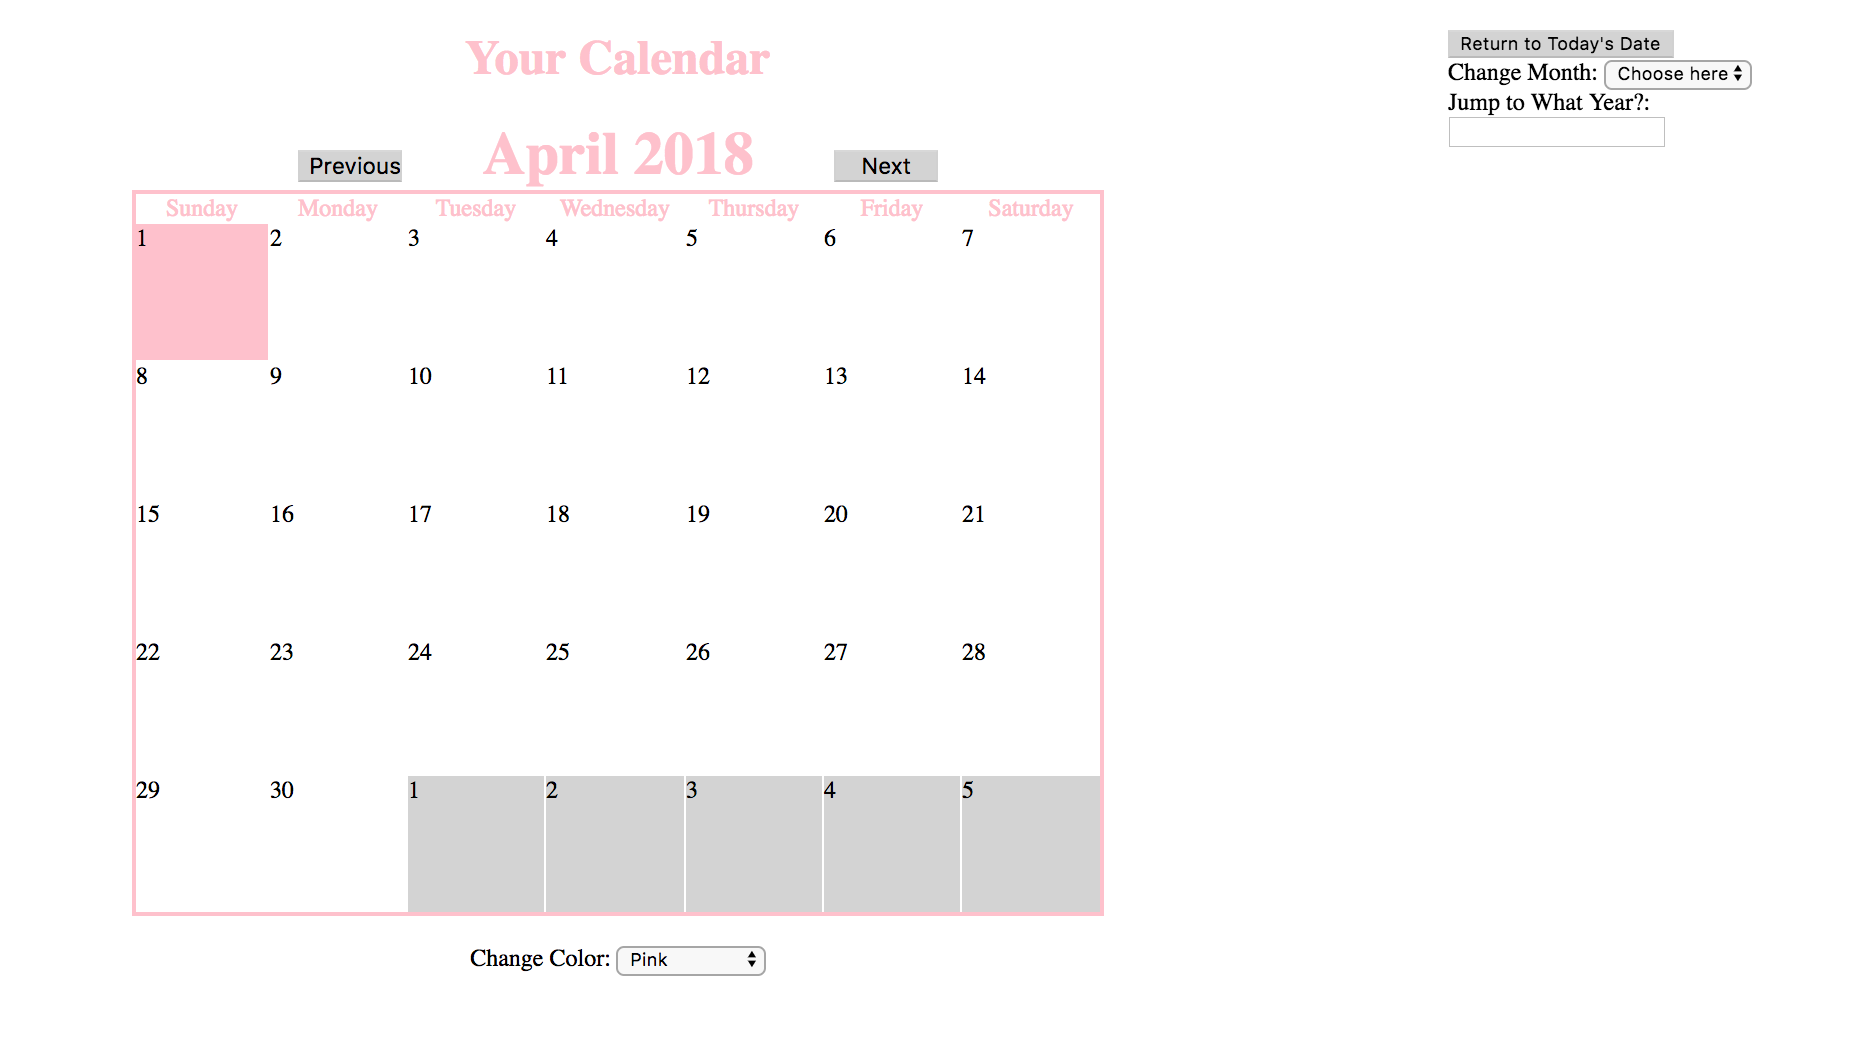 Your Calendar
Return to Today's Date
Change Month: Choose here
Jump to What Year?:
Previous April 2018 Next
Sunday Monday Tuesday Wednesday Thursday Friday Saturday
1 2 3 4 5 6 7
8 9 10 11 12 13 14
15 16 17 18 19 20 21
22 23 24 25 26 27 28
29 30 1 2 3 4 5
Change Color: Pink